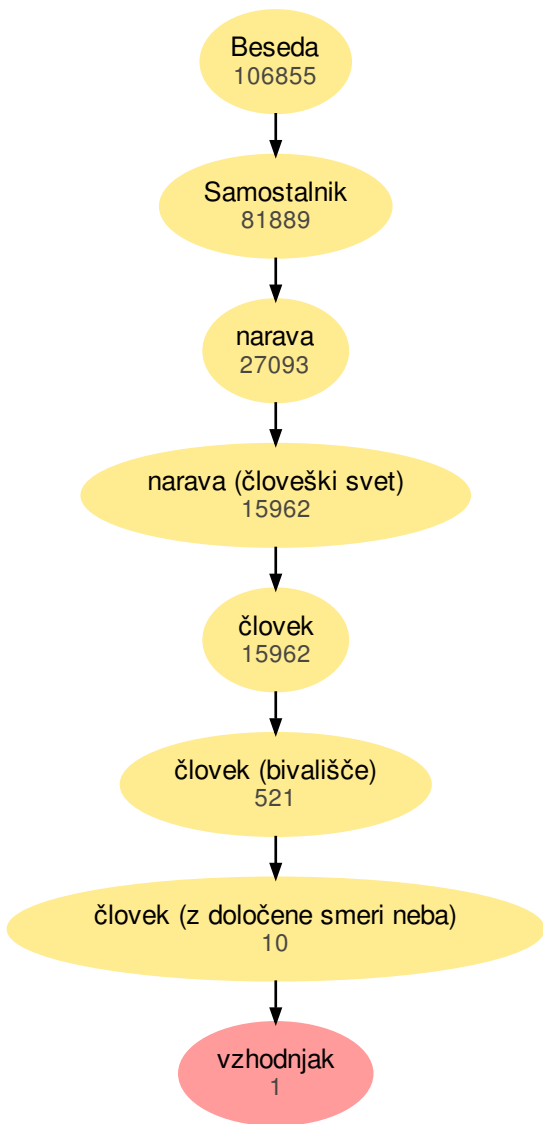 Beseda
106855
Samostalnik
81889
narava
27093
narava (človeški svet)
15962
človek
15962
človek (bivališče)
521
človek (z določene smeri neba)
10
vzhodnjak
1